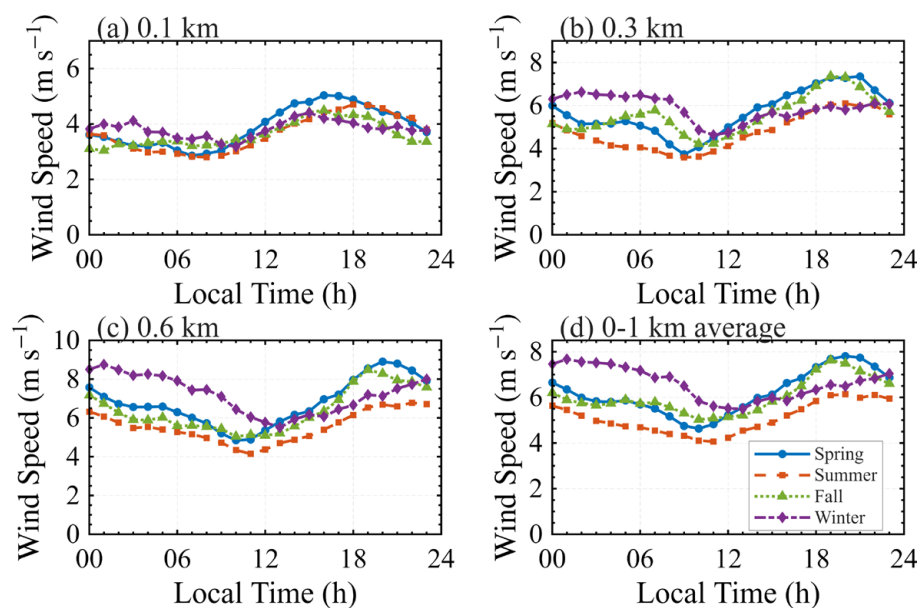 (a) 0.1 km
Wind Speed (m s⁻¹)
6
4
2
0
00 06 12 18 24
Local Time (h)
(b) 0.3 km
Wind Speed (m s⁻¹)
8
6
4
2
0
00 06 12 18 24
Local Time (h)
(c) 0.6 km
Wind Speed (m s⁻¹)
10
8
6
4
2
0
00 06 12 18 24
Local Time (h)
(d) 0-1 km average
Wind Speed (m s⁻¹)
8
6
4
2
0
00 06 12 18 24
Local Time (h)
Spring
Summer
Fall
Winter